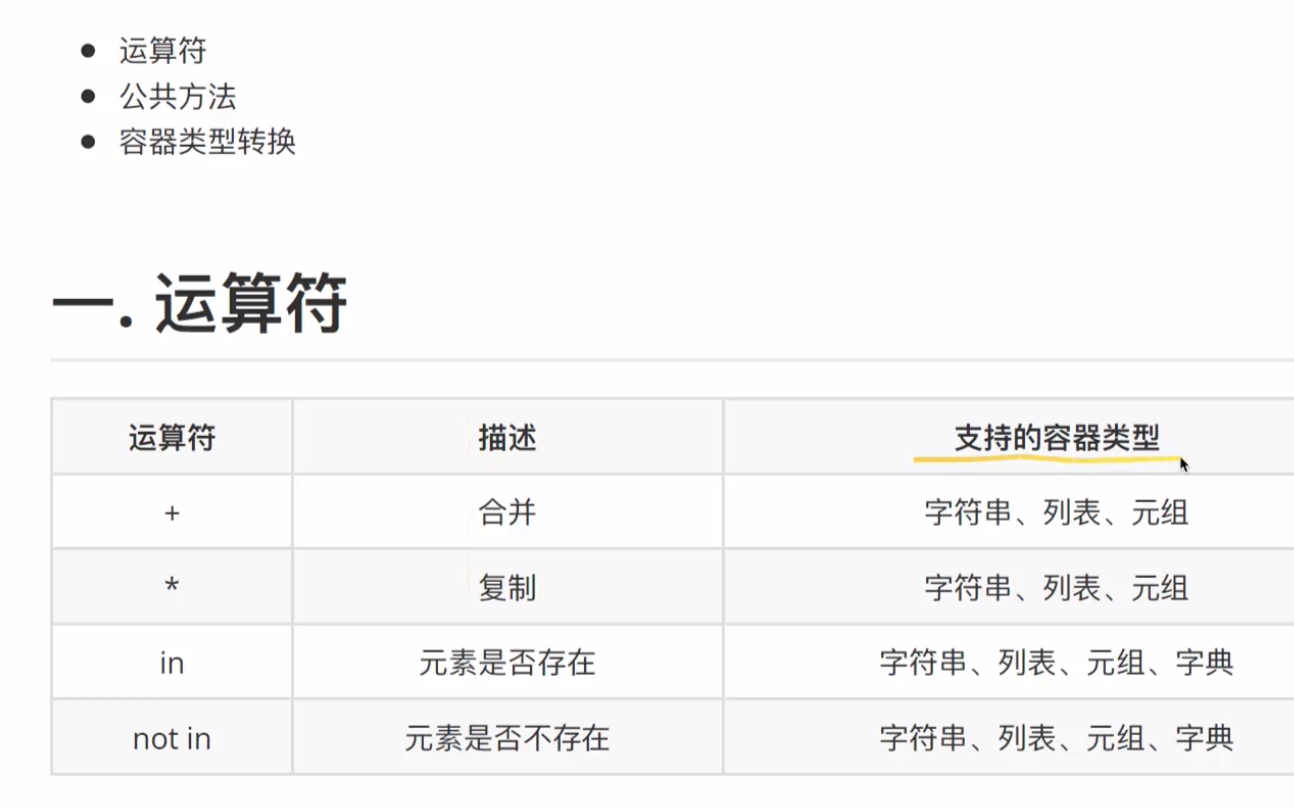 运算符
公共方法
容器类型转换
一. 运算符
运算符 描述 支持的容器类型
+ 合并 字符串、列表、元组
* 复制 字符串、列表、元组
in 元素是否存在 字符串、列表、元组、字典
not in 元素是否不存在 字符串、列表、元组、字典